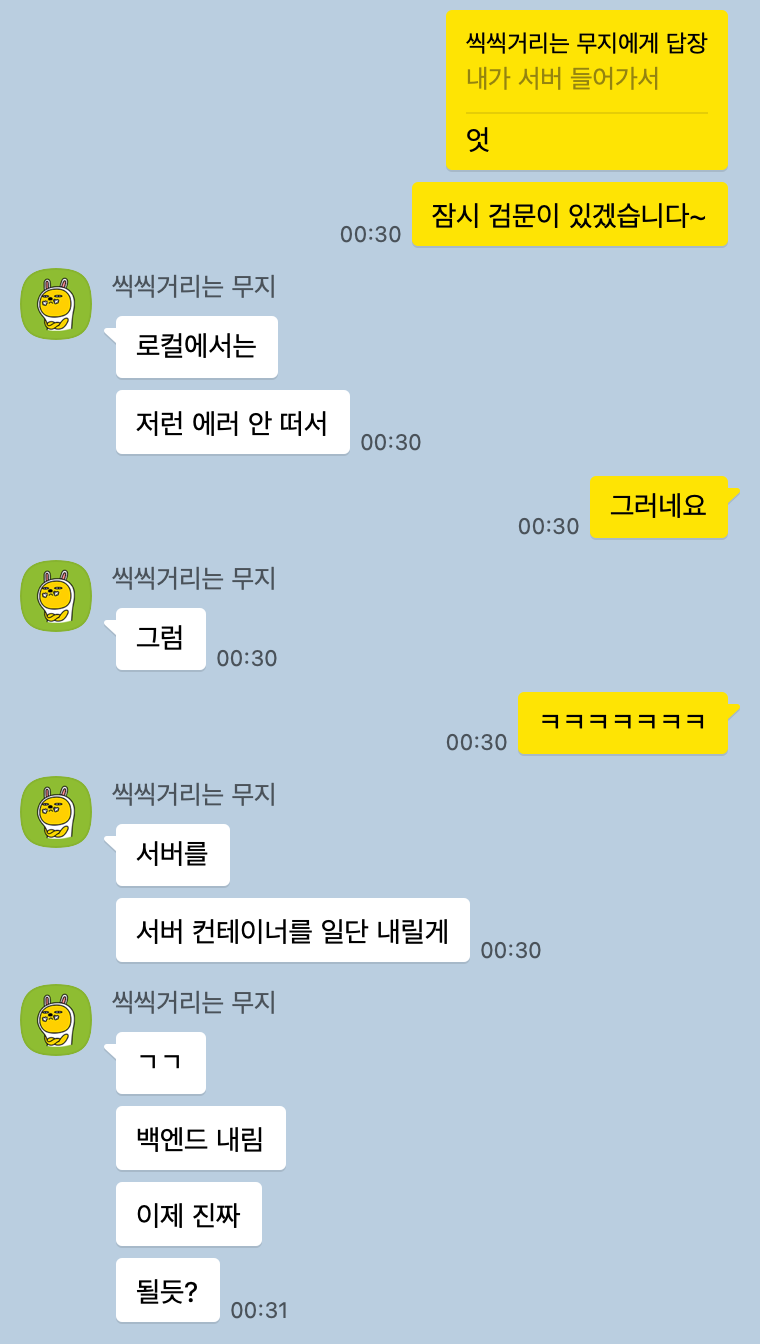 씩씩거리는 무지에게 답장
내가 서버 들어가서
엇
잠시 검문이 있겠습니다~
00:30
씩씩거리는 무지
로컬에서는
저런 에러 안 떠서
00:30
그러네요
00:30
씩씩거리는 무지
그럼
00:30
ㅋㅋㅋㅋㅋㅋㅋ
00:30
씩씩거리는 무지
서버를
서버 컨테이너를 일단 내릴게
00:30
씩씩거리는 무지
ㄱㄱ
백엔드 내림
이제 진짜
될듯?
00:31